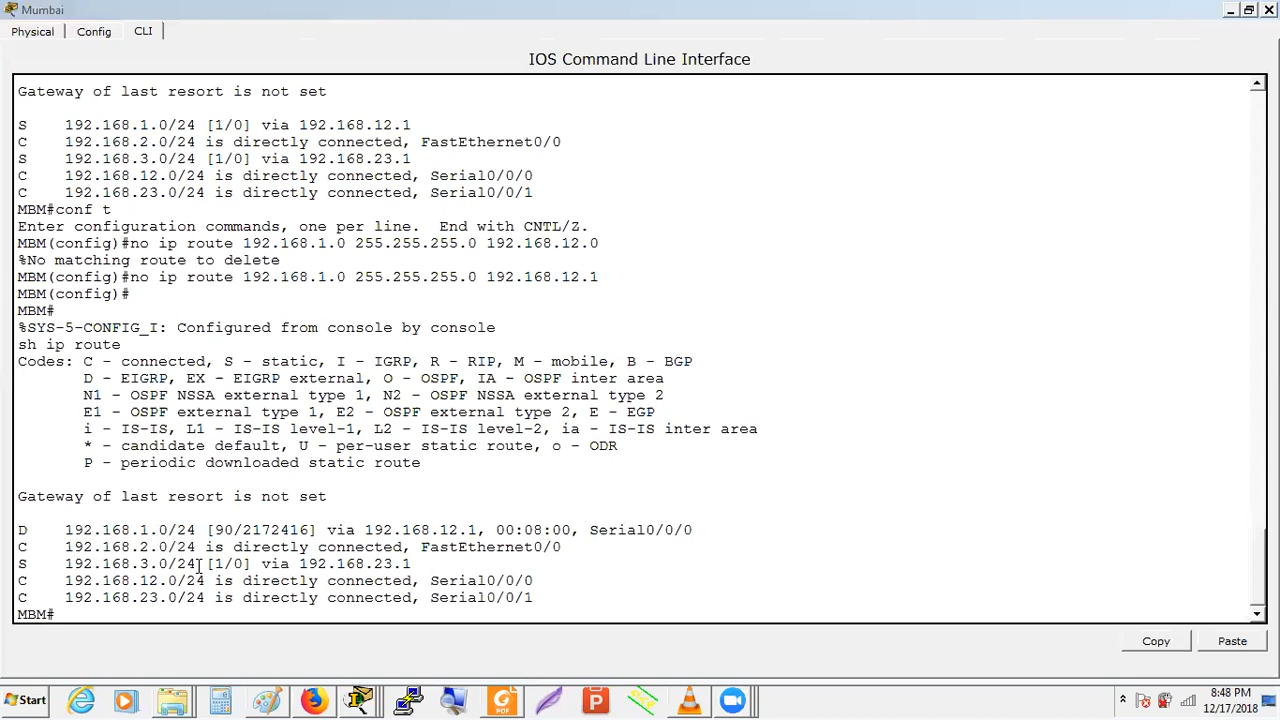 Mumbai
Physical Config CLI
IOS Command Line Interface
Gateway of last resort is not set
S 192.168.1.0/24 [1/0] via 192.168.12.1
C 192.168.2.0/24 is directly connected, FastEthernet0/0
S 192.168.3.0/24 [1/0] via 192.168.23.1
C 192.168.12.0/24 is directly connected, Serial0/0/0
C 192.168.23.0/24 is directly connected, Serial0/0/1
MBM#conf t
Enter configuration commands, one per line. End with CNTL/Z.
MBM(config)#no ip route 192.168.1.0 255.255.255.0 192.168.12.0
%No matching route to delete
MBM(config)#no ip route 192.168.1.0 255.255.255.0 192.168.12.1
MBM(config)#
MBM#
%SYS-5-CONFIG_I: Configured from console by console
sh ip route
Codes: C - connected, S - static, I - IGRP, R - RIP, M - mobile, B - BGP
D - EIGRP, EX - EIGRP external, O - OSPF, IA - OSPF inter area
N1 - OSPF NSSA external type 1, N2 - OSPF NSSA external type 2
E1 - OSPF external type 1, E2 - OSPF external type 2, E - EGP
i - IS-IS, L1 - IS-IS level-1, L2 - IS-IS level-2, ia - IS-IS inter area
* - candidate default, U - per-user static route, o - ODR
P - periodic downloaded static route
Gateway of last resort is not set
D 192.168.1.0/24 [90/2172416] via 192.168.12.1, 00:08:00, Serial0/0/0
C 192.168.2.0/24 is directly connected, FastEthernet0/0
S 192.168.3.0/24 [1/0] via 192.168.23.1
C 192.168.12.0/24 is directly connected, Serial0/0/0
C 192.168.23.0/24 is directly connected, Serial0/0/1
MBM#
Copy Paste
Start
PDF
8:48 PM
12/17/2018